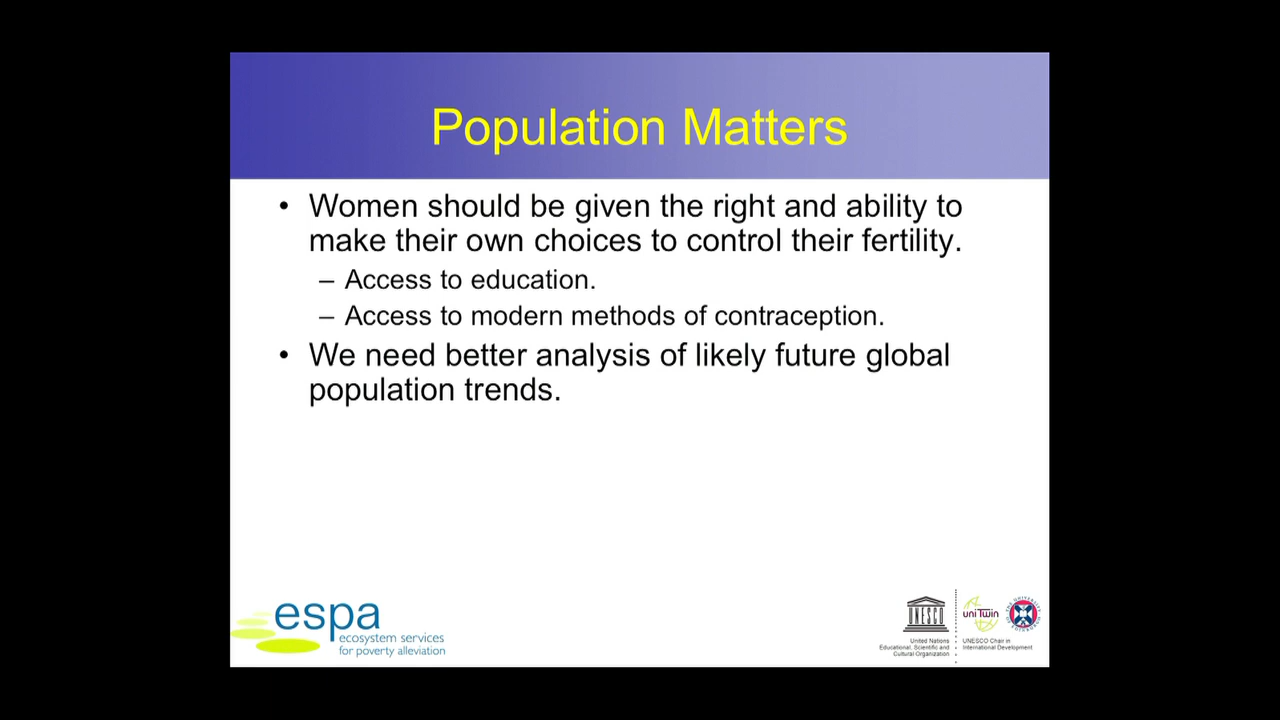 Population Matters
• Women should be given the right and ability to
make their own choices to control their fertility.
– Access to education.
– Access to modern methods of contraception.
• We need better analysis of likely future global
population trends.
espa
ecosystem services
for poverty alleviation
UNESCO
United Nations
Educational, Scientific and
Cultural Organization
uniTwin
UNESCO Chair in
International Development